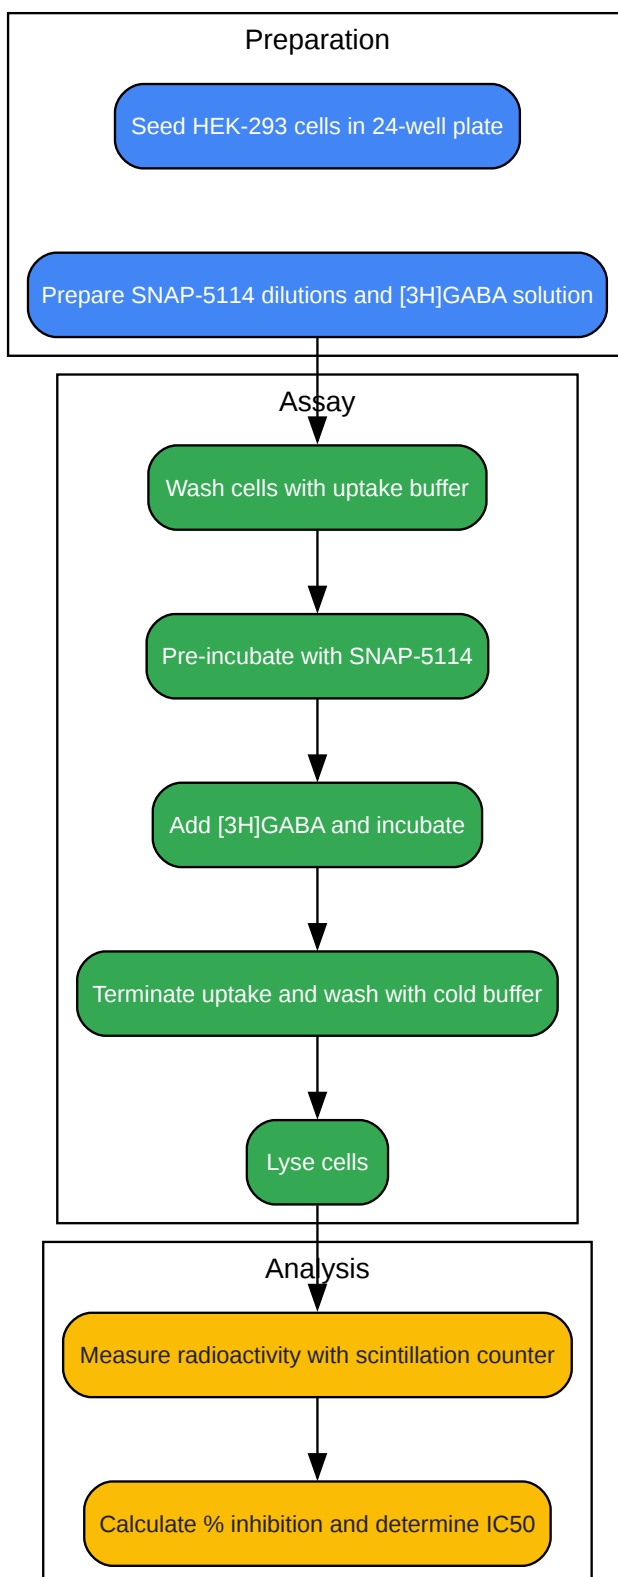 Preparation
Seed HEK-293 cells in 24-well plate
Prepare SNAP-5114 dilutions and [3H]GABA solution
Assay
Wash cells with uptake buffer
Pre-incubate with SNAP-5114
Add [3H]GABA and incubate
Terminate uptake and wash with cold buffer
Lyse cells
Analysis
Measure radioactivity with scintillation counter
Calculate % inhibition and determine IC50